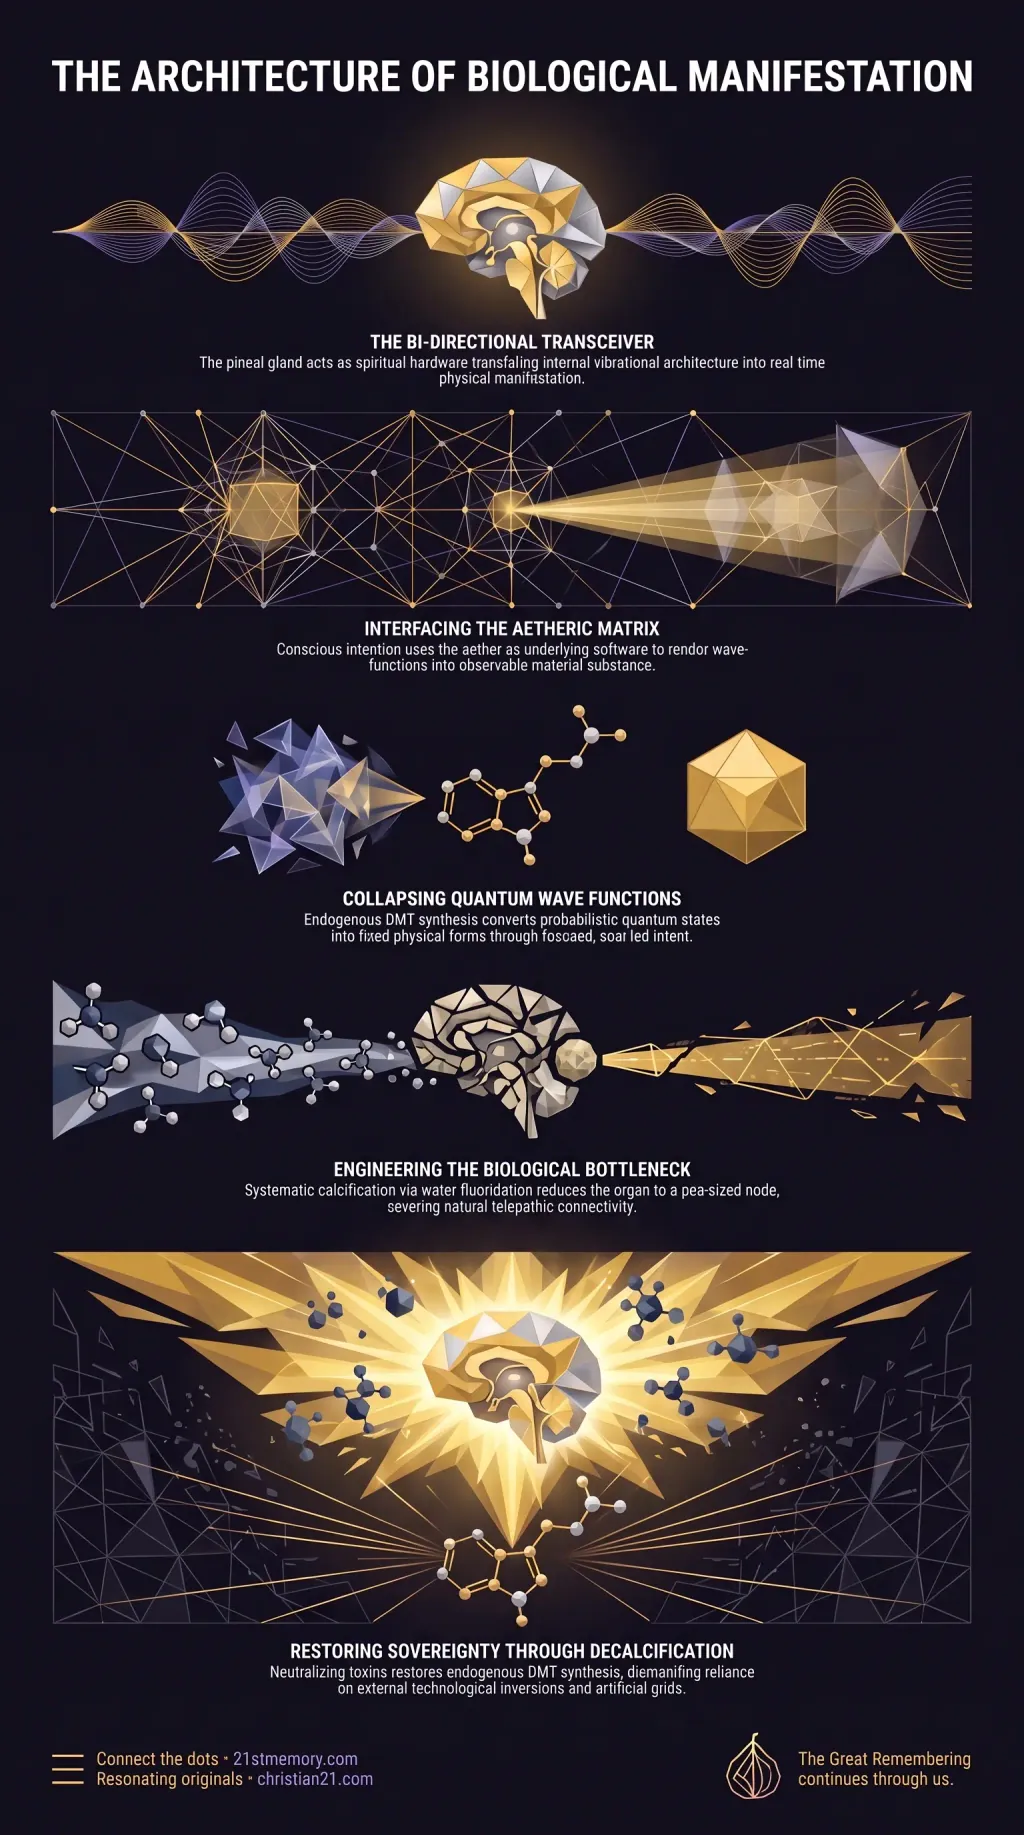 THE ARCHITECTURE OF BIOLOGICAL MANIFESTATION
THE BI-DIRECTIONAL TRANSCEIVER
The pineal gland acts as spiritual hardware internal vibrational architecture into real time
physical
INTERFACING THE AETHERIC MATRIX
Conscious intention uses the aether as underlying software to rendor wave-
functions into observable material substance.
COLLAPSING QUANTUM WAVE FUNCTIONS
Endogenous DMT synthesis converts probabilistic quantum states
into fixed physical forms through led intent.
ENGINEERING THE BIOLOGICAL BOTTLENECK
Systematic calcification via water fluoridation reduces the organ to a pea-sized node,
severing natural telepathic connectivity.
RESTORING SOVEREIGNTY THROUGH DECALCIFICATION
Neutralizing toxins restores endogenous DMT synthesis, reliance
on external technological inversions and artificial grids.
Connect the dots • 21stmemory.com
Resonating originals • christian21.com
The Great Remembering
continues through us.